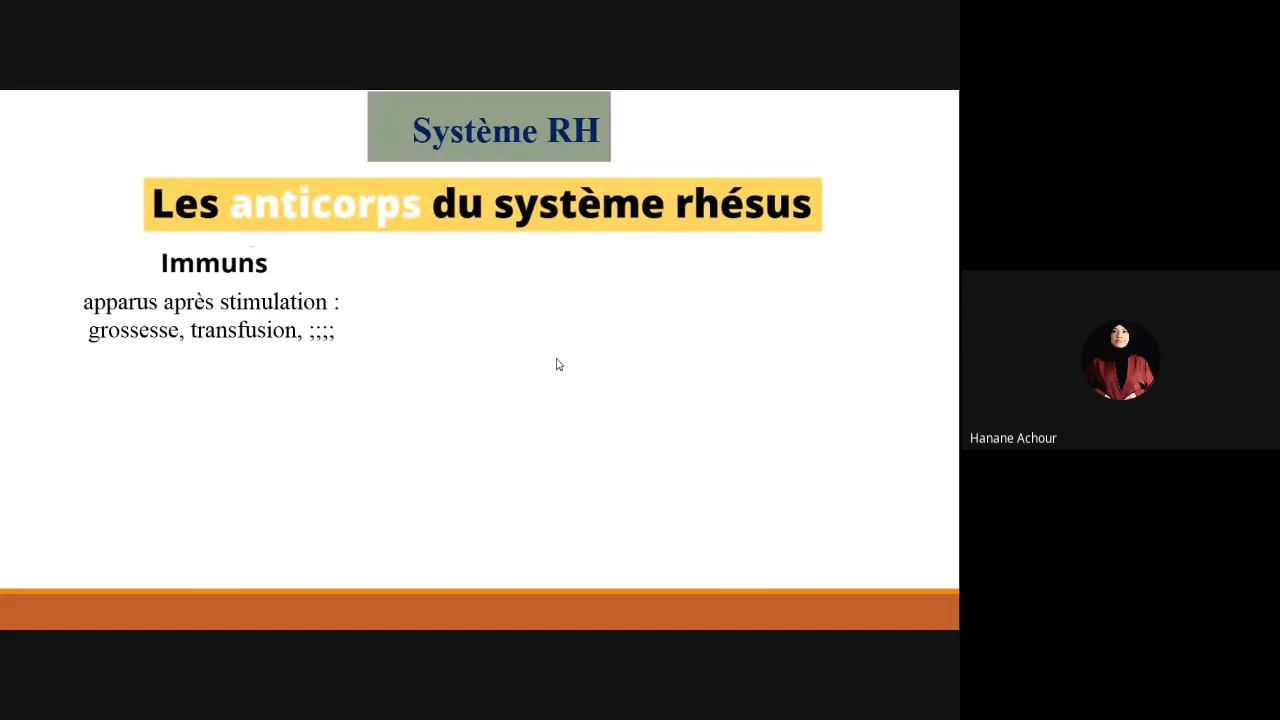 Système RH
Les anticorps du système rhésus
Immuns
apparus après stimulation :
grossesse, transfusion, ;;;;
Hanane Achour